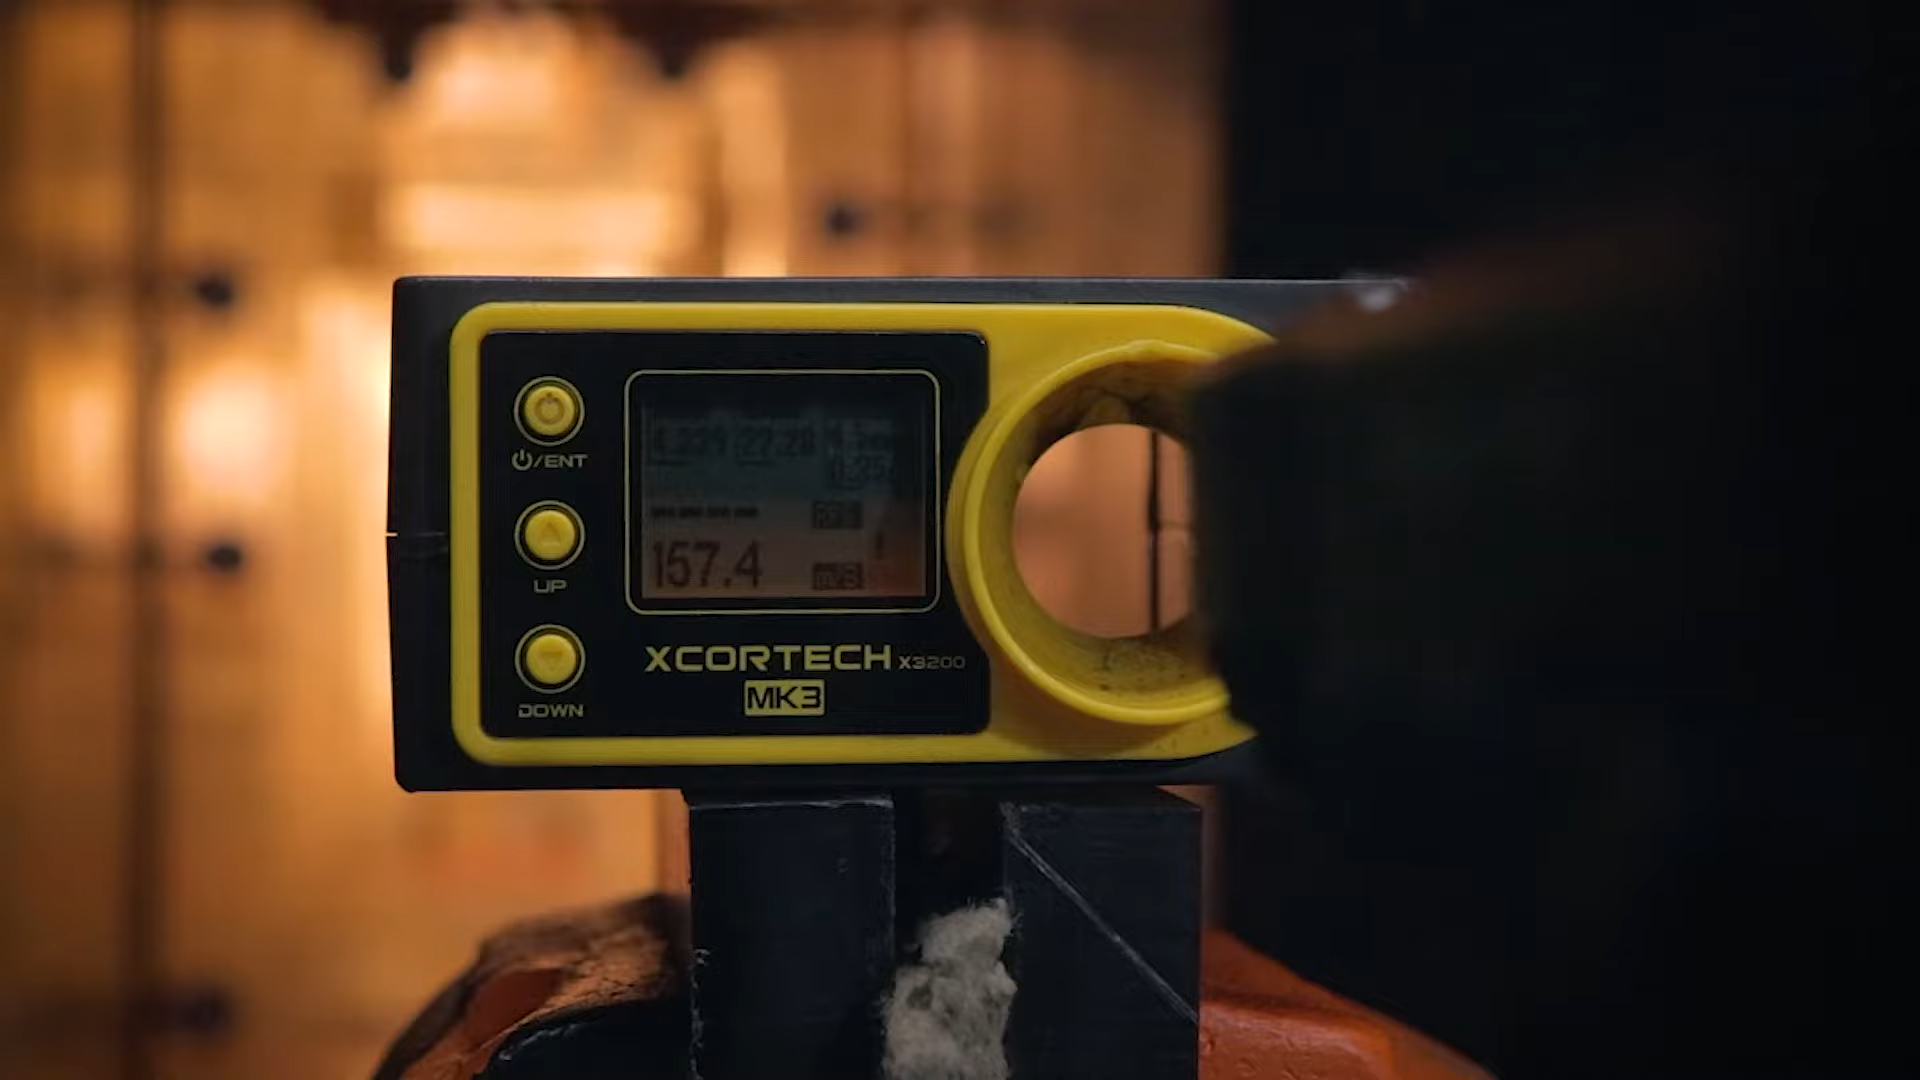 ⏻/ENT
UP
DOWN
157.4 m/s
XCORTECH X3200
MK3